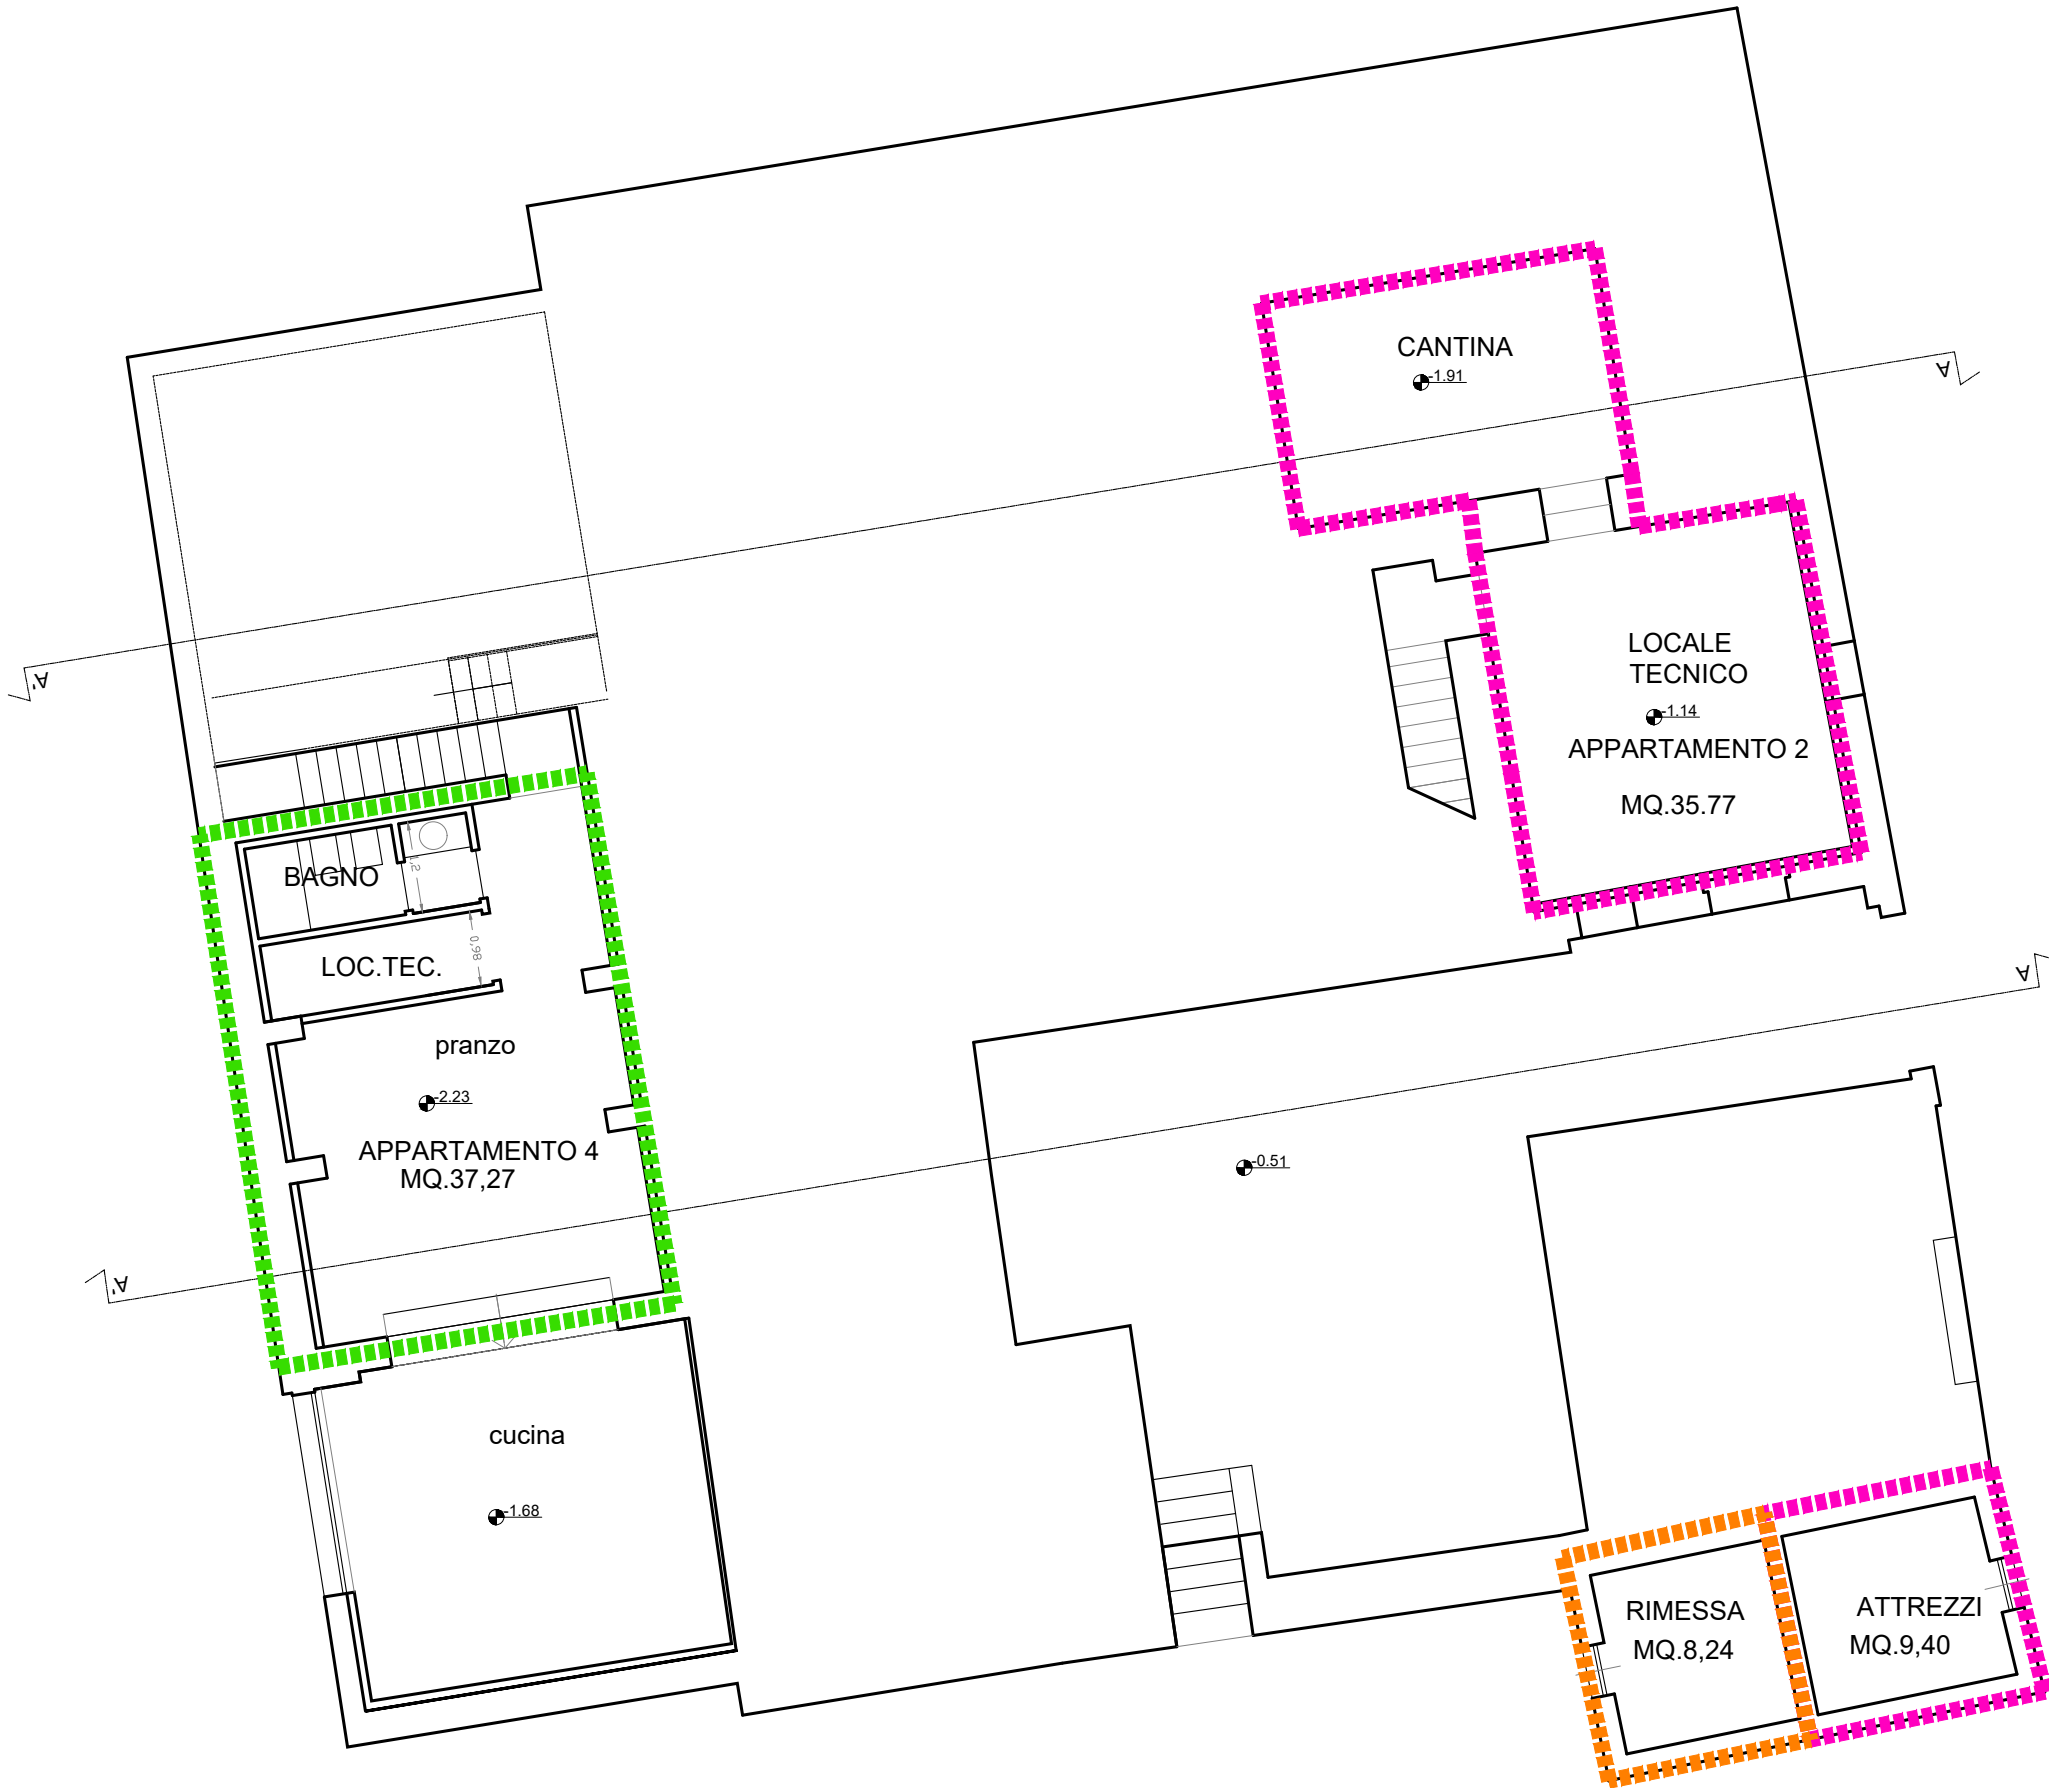 CANTINA
-1.91
A
A'
LOCALE
TECNICO
-1.14
APPARTAMENTO 2
MQ.35.77
BAGNO
1,2
LOC.TEC.
0,98
pranzo
-2.23
APPARTAMENTO 4
MQ.37,27
A
-0.51
A'
cucina
-1.68
RIMESSA
MQ.8,24
ATTREZZI
MQ.9,40